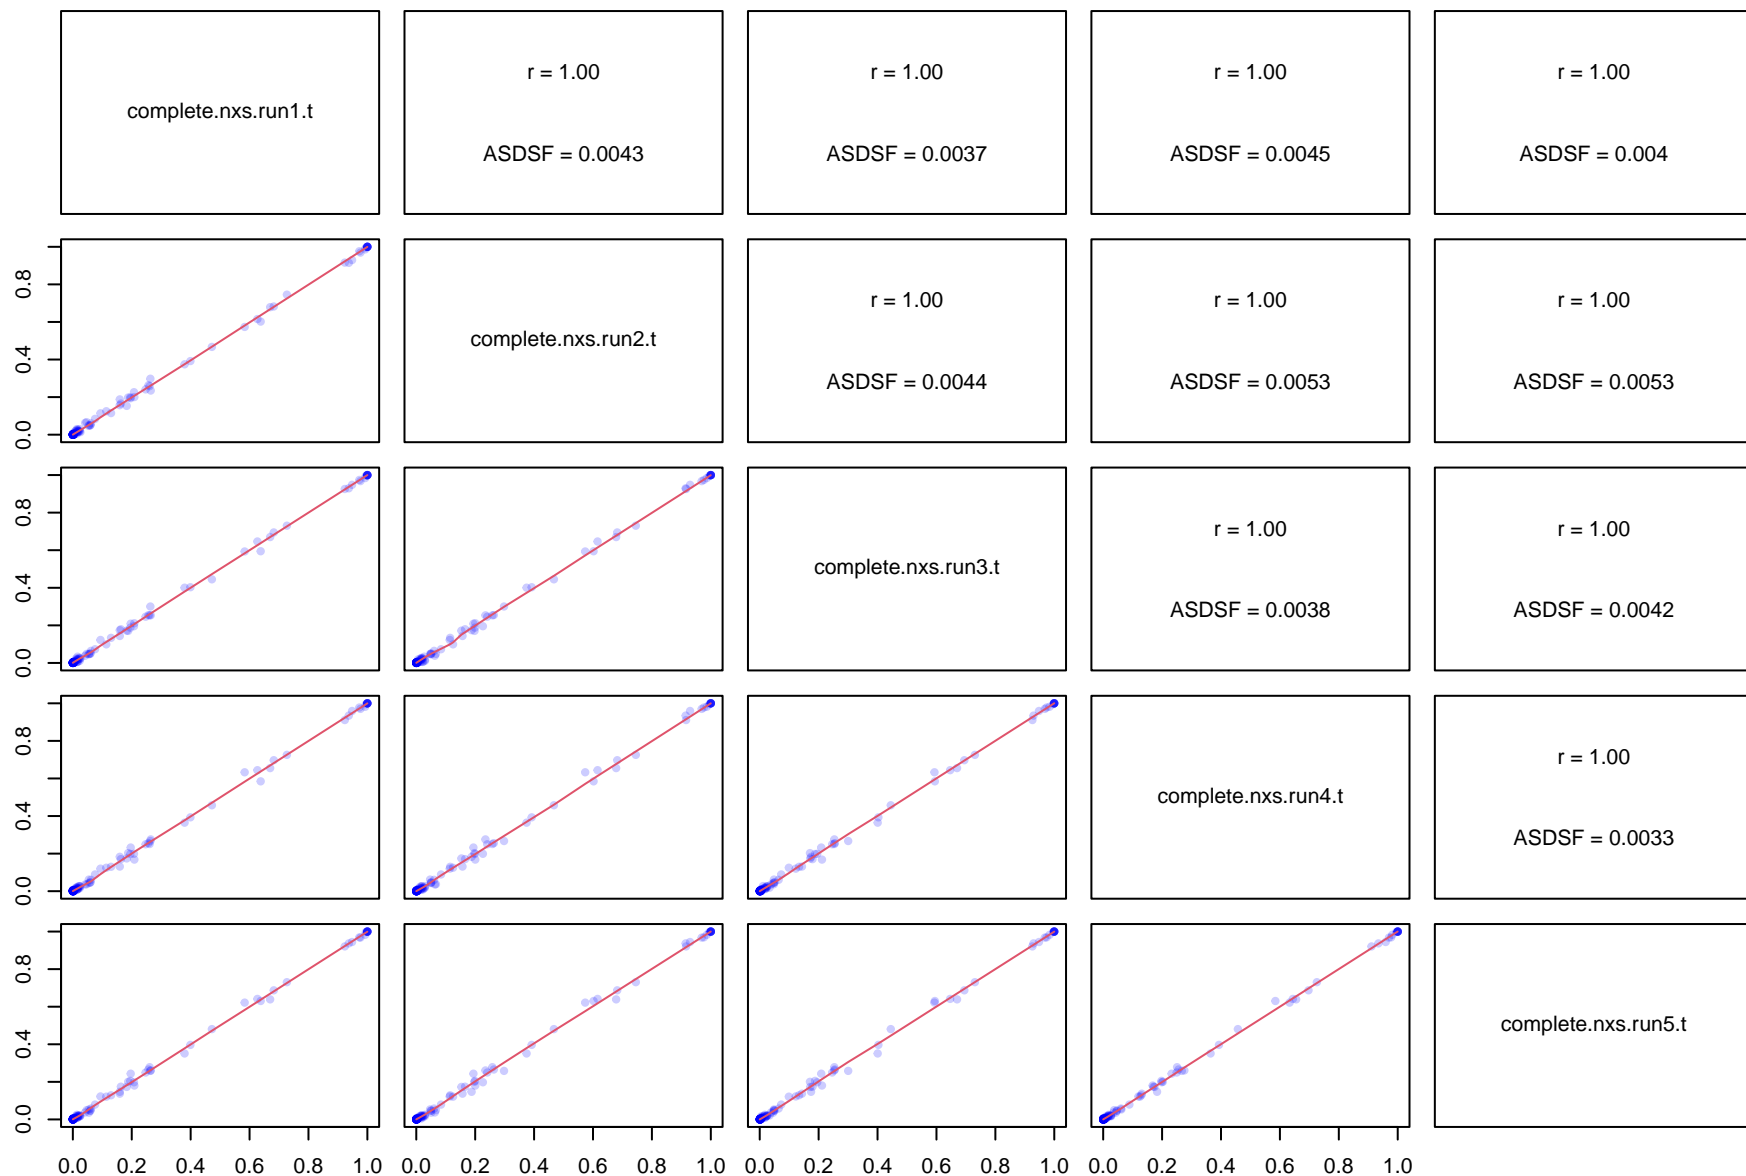 complete.nxs.run1.t
r = 1.00
ASDSF = 0.0043
r = 1.00
ASDSF = 0.0037
r = 1.00
ASDSF = 0.0045
r = 1.00
ASDSF = 0.004
0.0 0.4 0.8
complete.nxs.run2.t
r = 1.00
ASDSF = 0.0044
r = 1.00
ASDSF = 0.0053
r = 1.00
ASDSF = 0.0053
0.0 0.4 0.8
complete.nxs.run3.t
r = 1.00
ASDSF = 0.0038
r = 1.00
ASDSF = 0.0042
0.0 0.4 0.8
complete.nxs.run4.t
r = 1.00
ASDSF = 0.0033
0.0 0.4 0.8
complete.nxs.run5.t
0.0 0.2 0.4 0.6 0.8 1.0
0.0 0.2 0.4 0.6 0.8 1.0
0.0 0.2 0.4 0.6 0.8 1.0
0.0 0.2 0.4 0.6 0.8 1.0